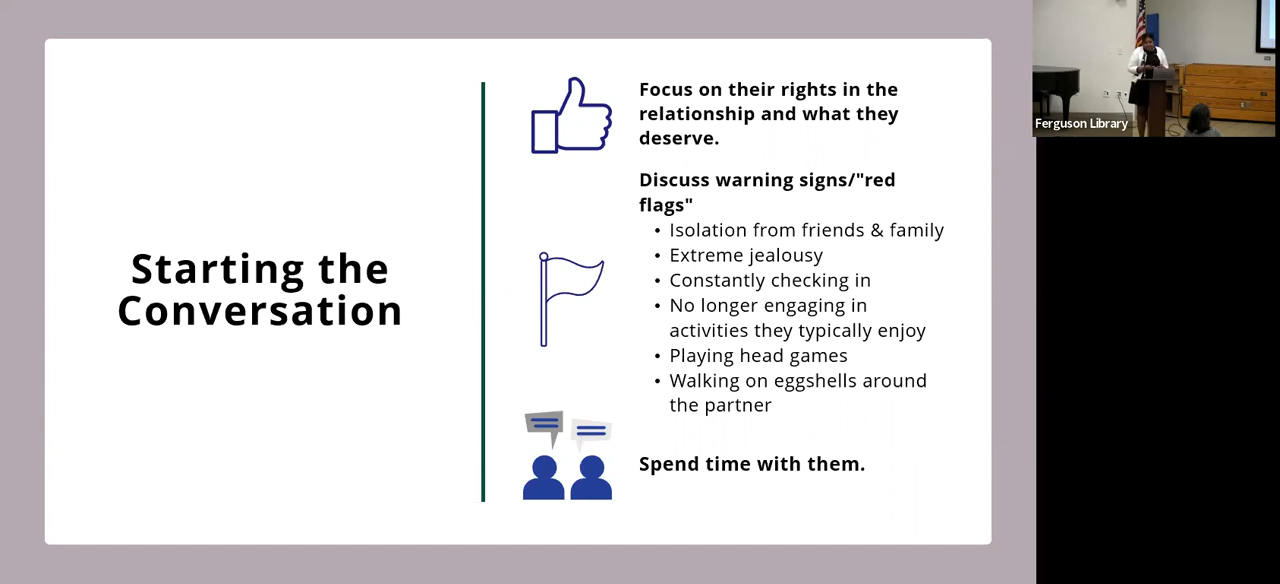 Starting the
Conversation
Focus on their rights in the
relationship and what they
deserve.
Discuss warning signs/"red
flags"
• Isolation from friends & family
• Extreme jealousy
• Constantly checking in
• No longer engaging in
activities they typically enjoy
• Playing head games
• Walking on eggshells around
the partner
Spend time with them.
Ferguson Library